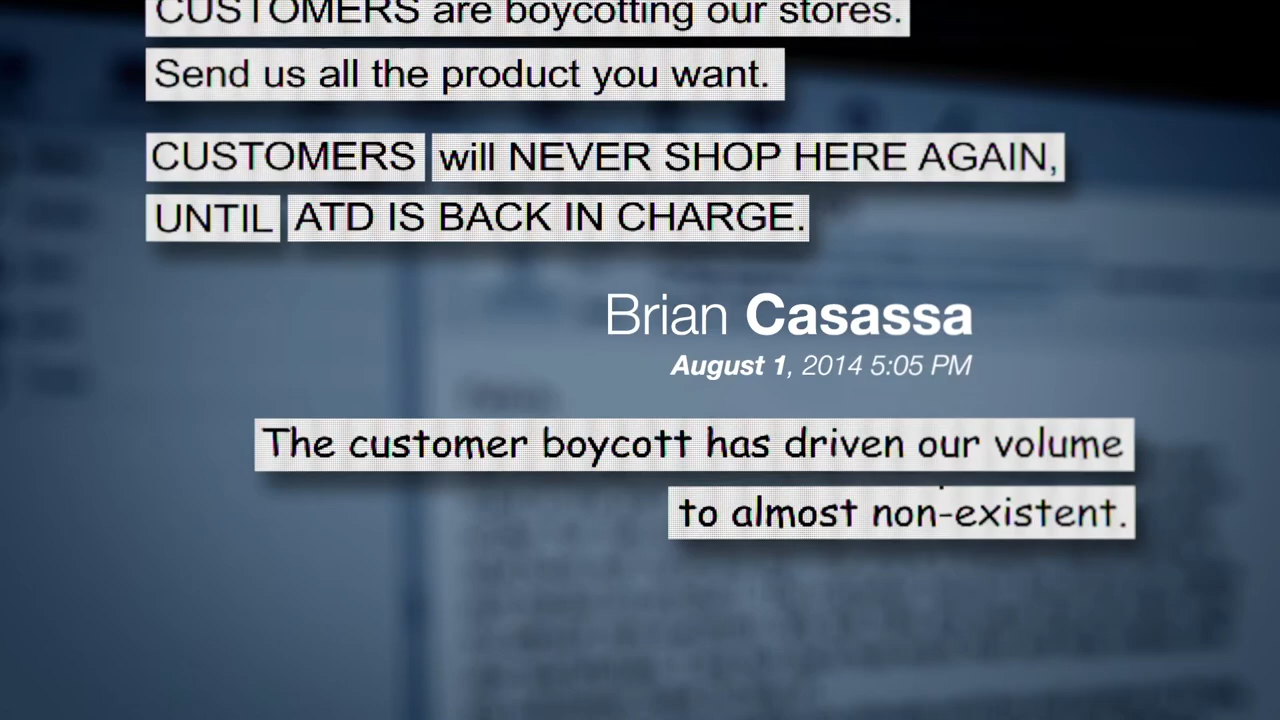 CUSTOMERS are boycotting our stores.
Send us all the product you want.
CUSTOMERS will NEVER SHOP HERE AGAIN,
UNTIL ATD IS BACK IN CHARGE.
Brian Casassa
August 1, 2014 5:05 PM
The customer boycott has driven our volume
to almost non-existent.